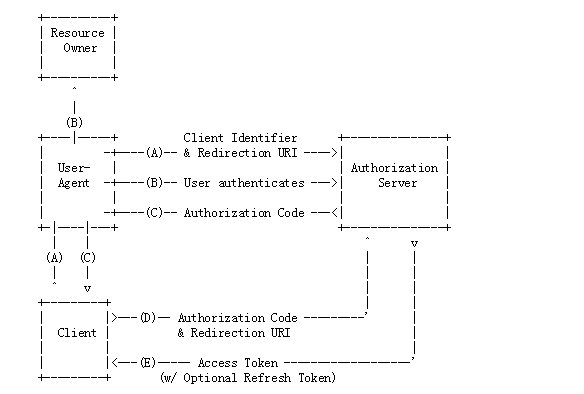 Resource
Owner
(B)
Client Identifier
(A) & Redirection URI
User-
Agent
(B) User authenticates
Authorization
Server
(C) Authorization Code
(A) (C)
(D) Authorization Code
Client
& Redirection URI
(E) Access Token
(w/ Optional Refresh Token)